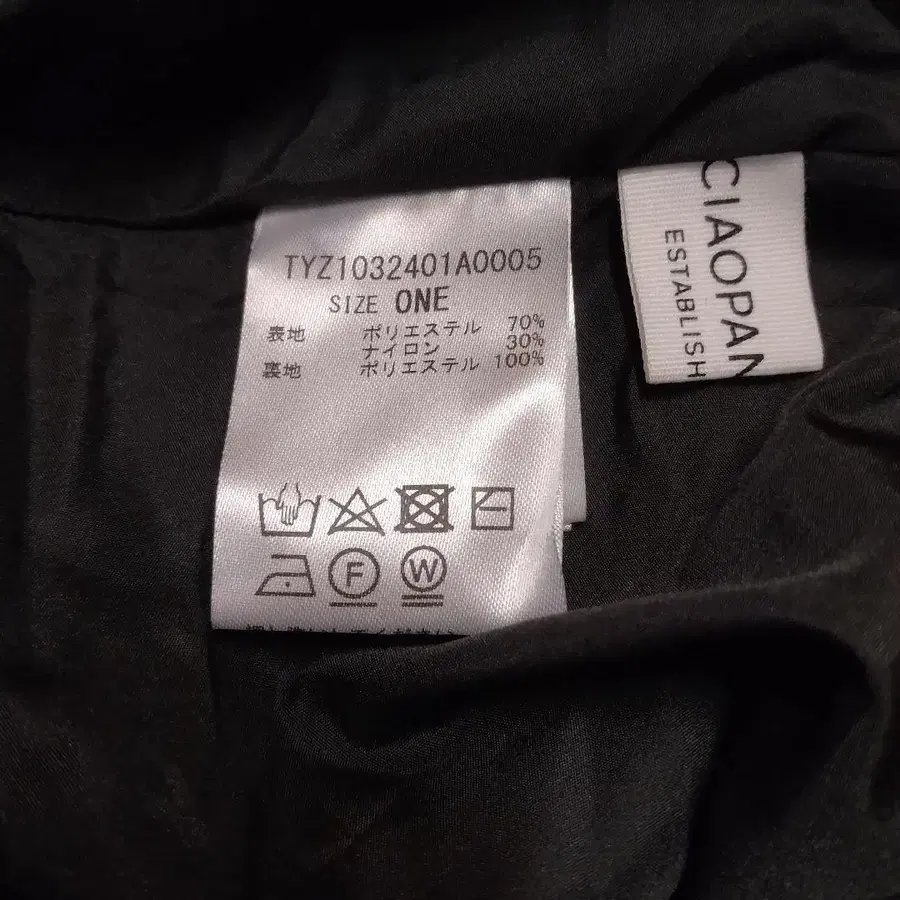 TYZ1032401A0005
SIZE ONE
表地 ポリエステル 70%
ナイロン 30%
裏地 ポリエステル 100%
F
W
CIAOPAN
ESTABLISH